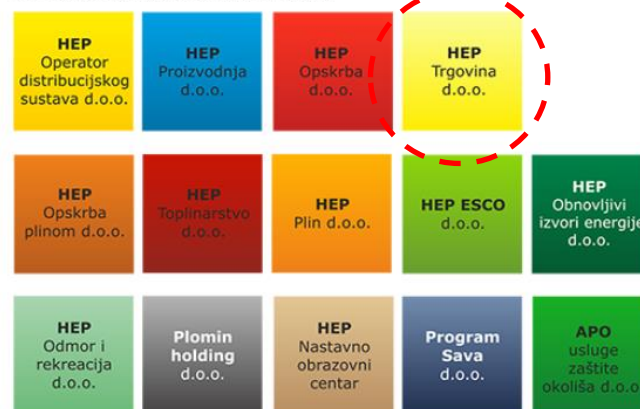 HEP
Operator
distribucijskog
sustava d.o.o.
HEP
Proizvodnja
d.o.o.
HEP
Opskrba
d.o.o.
HEP
Trgovina
d.o.o.
HEP
Opskrba
plinom d.o.o.
HEP
Toplinarstvo
d.o.o.
HEP
Plin d.o.o.
HEP ESCO
d.o.o.
HEP
Obnovljivi
izvori energije
d.o.o.
HEP
Odmor i
rekreacija
d.o.o.
Plomin
holding
d.o.o.
HEP
Nastavno
obrazovni
centar
Program
Sava
d.o.o.
APO
usluge
zaštite
okoliša d.o.o